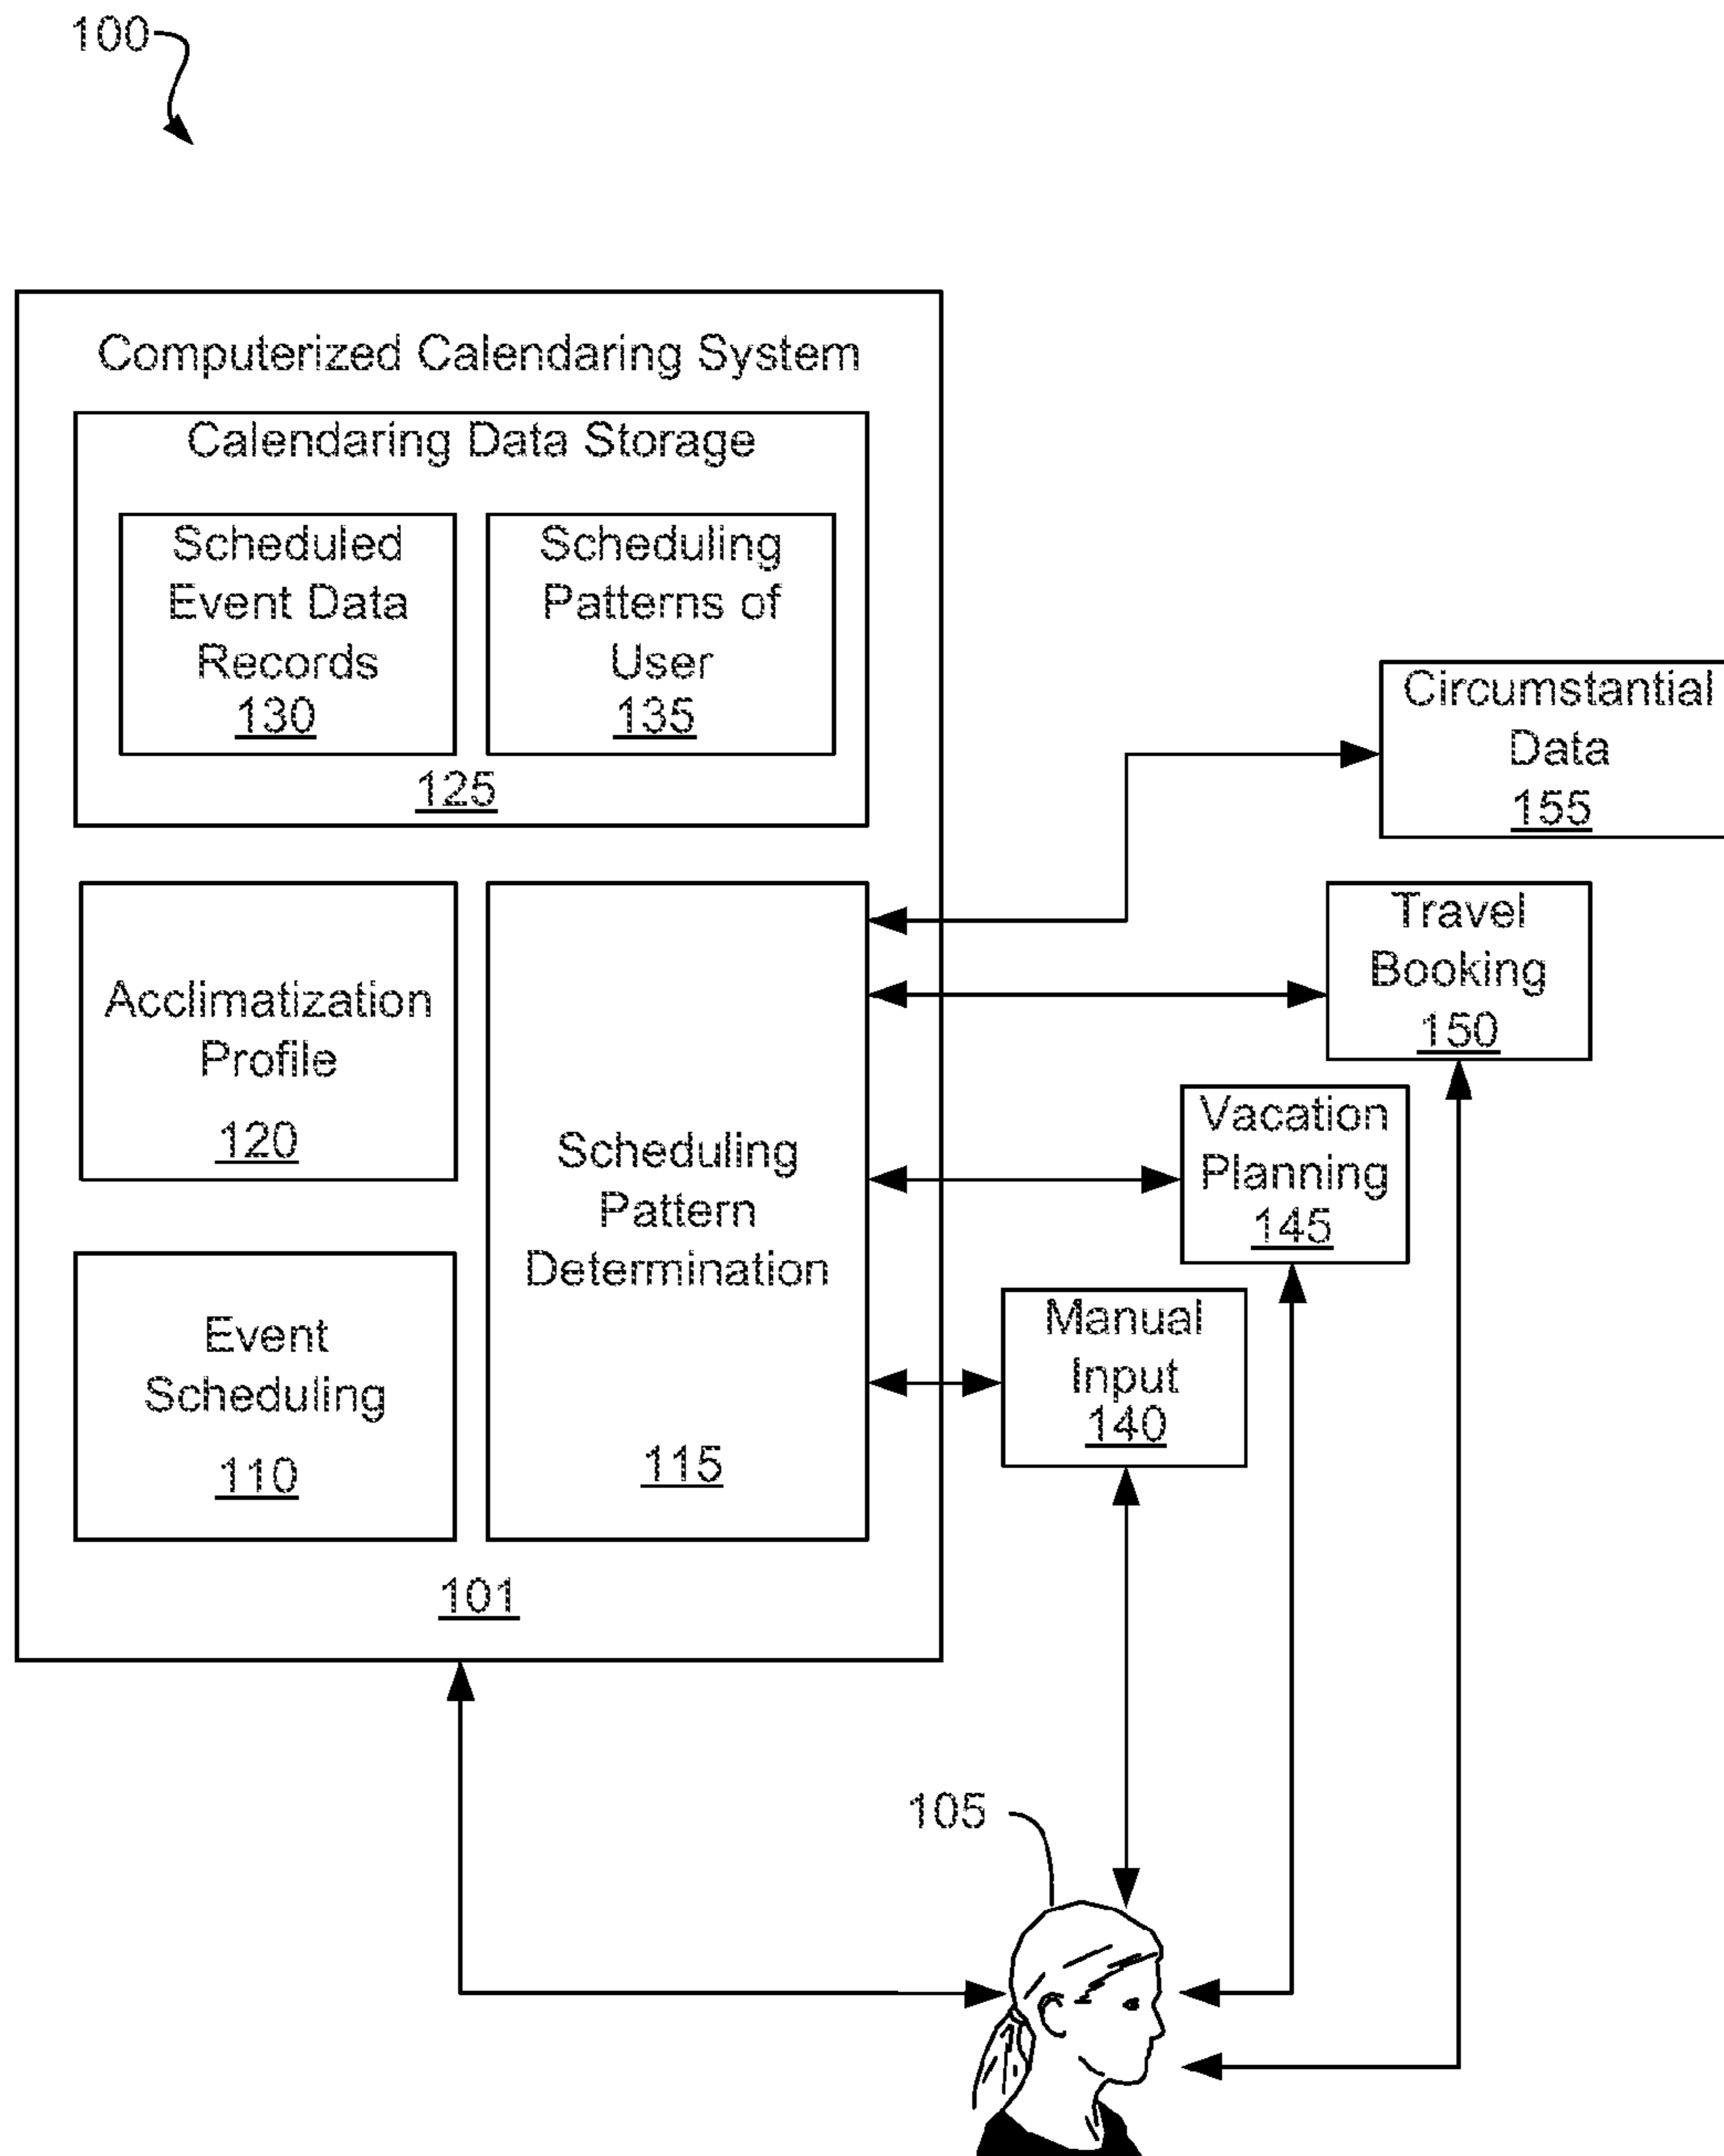 100
Computerized Calendaring System
Calendaring Data Storage
Scheduled
Event Data
Records
130
Scheduling
Patterns of
User
135
125
Circumstantial
Data
155
Acclimatization
Profile
120
Scheduling
Pattern
Determination
115
Travel
Booking
150
Vacation
Planning
145
Event
Scheduling
110
Manual
Input
140
101
105